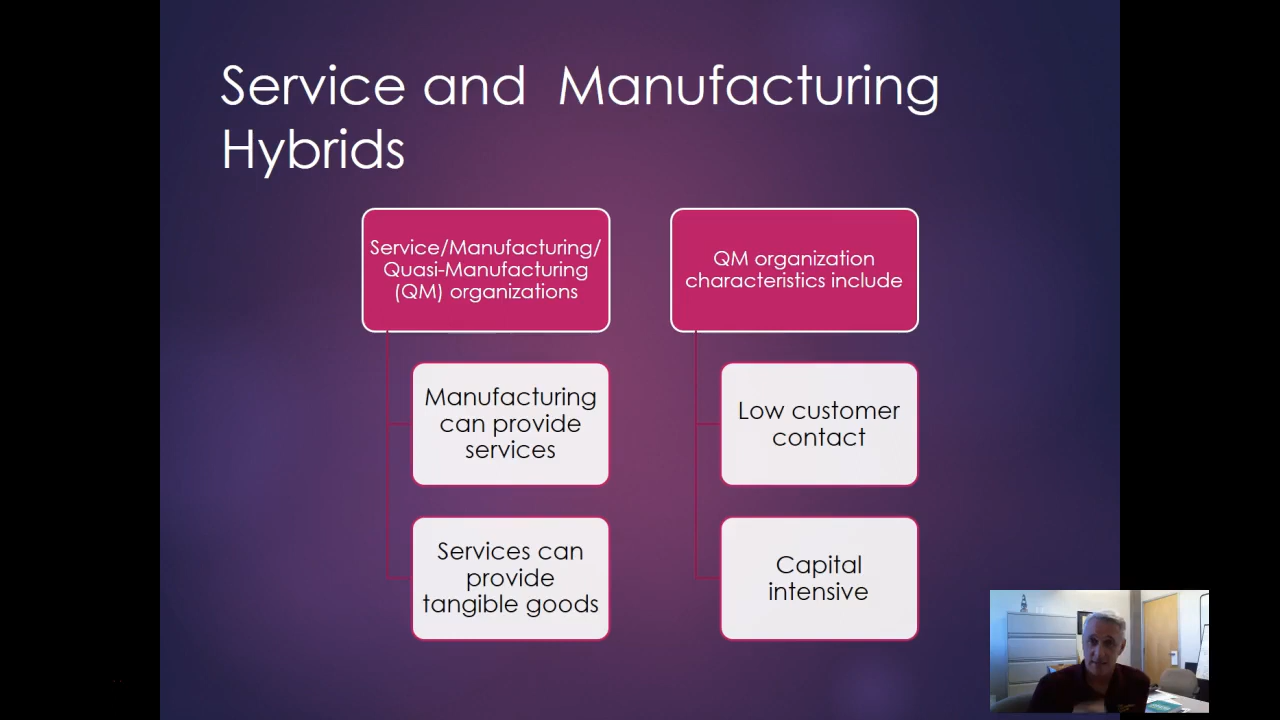 Service and  Manufacturing
Hybrids
Service/Manufacturing/
Quasi-Manufacturing
(QM) organizations
Manufacturing
can provide
services
Services can
provide
tangible goods
QM organization
characteristics include
Low customer
contact
Capital
intensive